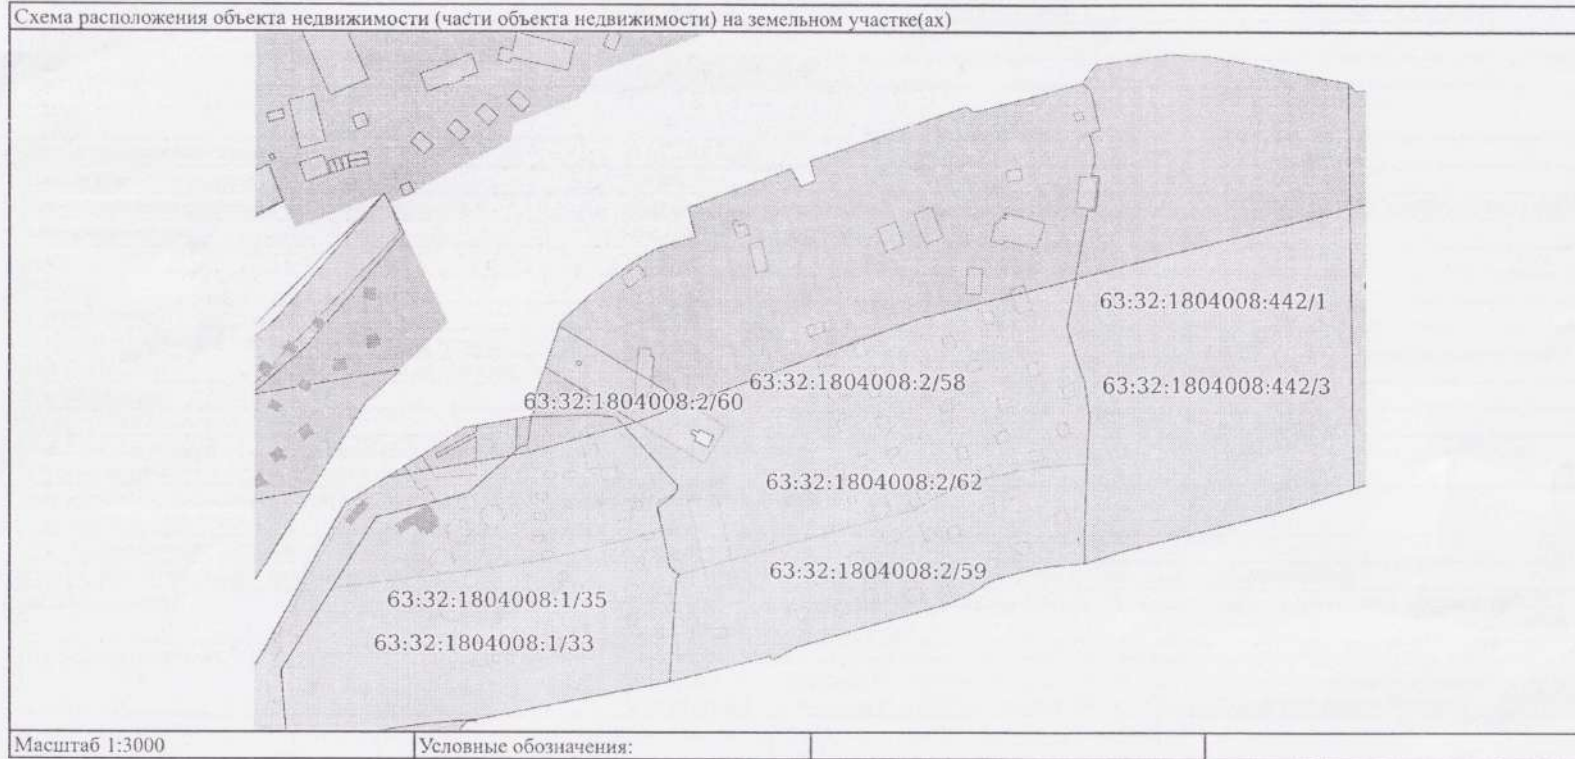 Схема расположения объекта недвижимости (части объекта недвижимости) на земельном участке(ах)
63:32:1804008:442/1
63:32:1804008:2/58
63:32:1804008:442/3
63:32:1804008:2/60
63:32:1804008:2/62
63:32:1804008:2/59
63:32:1804008:1/35
63:32:1804008:1/33
Масштаб 1:3000
Условные обозначения: